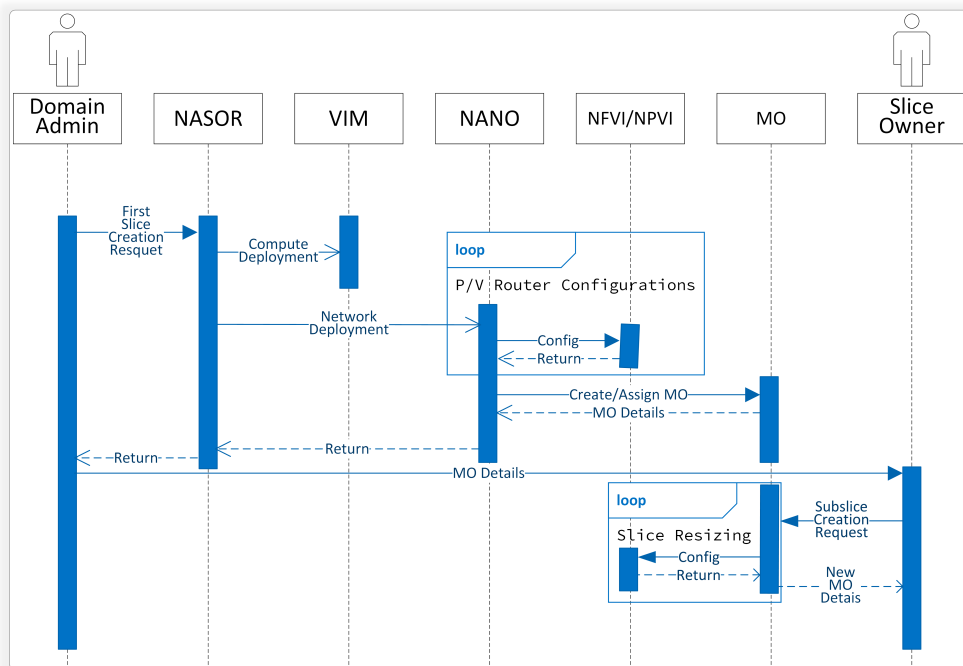 Domain
Admin
NASOR
VIM
NANO
NFVI/NPVI
MO
Slice
Owner
First
Slice
Creation
Resquet
Compute
Deployment
loop
P/V Router Configurations
Network
Deployment
Config
Return
Create/Assign MO
MO Details
Return
Return
MO Details
loop
Slice Resizing
Subslice
Creation
Request
Config
Return
New
MO
Detais